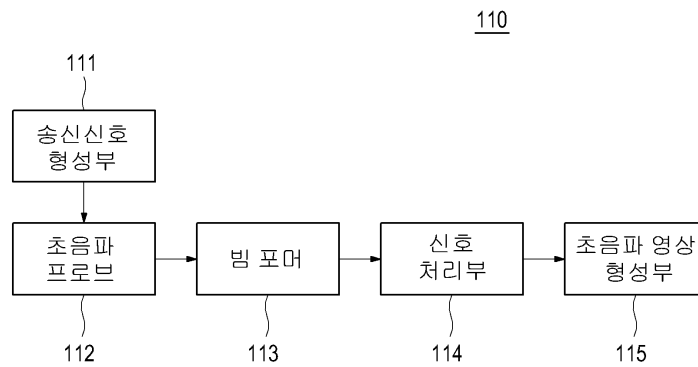 110
111
송신신호
형성부
초음파
프로브
빔 포머
신호
처리부
초음파 영상
형성부
112
113
114
115